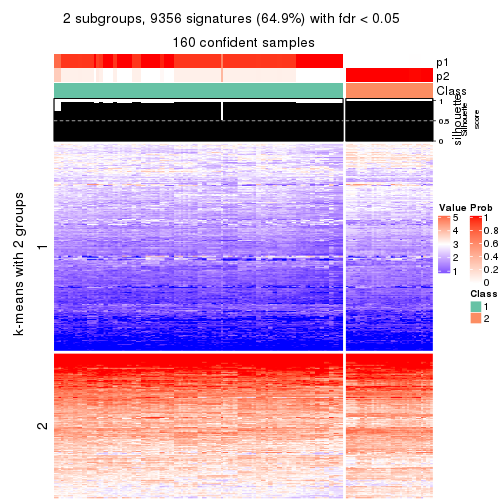 2 subgroups, 9356 signatures (64.9%) with fdr < 0.05
160 confident samples
p1
p2
Class
1
0.5
0
silhouette
Silhouette
score
k-means with 2 groups
1
2
Value
5
4
3
2
1
Prob
1
0.8
0.6
0.4
0.2
0
Class
1
2